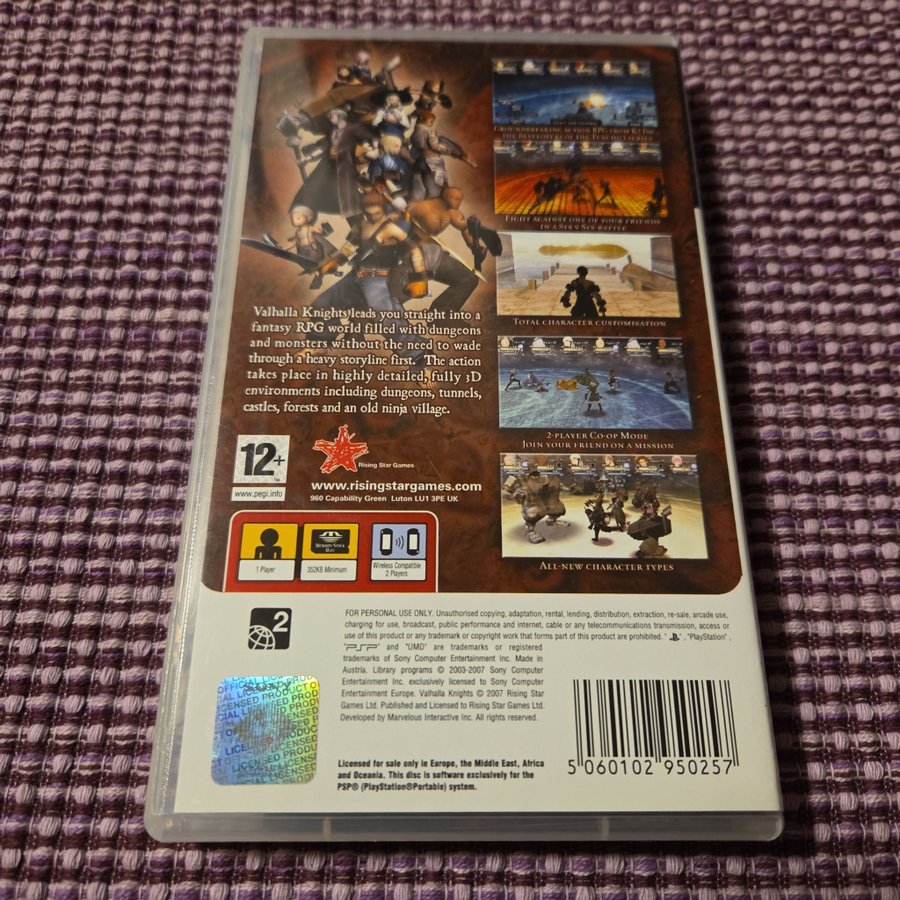 Groundbreaking action RPG from K2 Inc.
the developers of the Tenchu series
Fight against one of your friends
in a Six v Six battle
Total character customisation
2-player Co-op Mode
Join your friend on a mission
All-new character types
Valhalla Knights leads you straight into a
fantasy RPG world filled with dungeons
and monsters without the need to wade
through a heavy storyline first. The action
takes place in highly detailed, fully 3D
environments including dungeons, tunnels,
castles, forests and an old ninja village.
12+
™
www.pegi.info
Rising Star Games
www.risingstargames.com
960 Capability Green Luton LU1 3PE UK
1 Player
Memory Stick
Duo
352KB Minimum
Wireless Compatible
2 Players
2
FOR PERSONAL USE ONLY. Unauthorised copying, adaptation, rental, lending, distribution, extraction, re-sale, arcade use,
charging for use, broadcast, public performance and internet, cable or any telecommunications transmission, access or
use of this product or any trademark or copyright work that forms part of this product are prohibited. "", "PlayStation",
"PSP" and "UMD" are trademarks or registered
trademarks of Sony Computer Entertainment Inc. Made in
Austria. Library programs © 2003-2007 Sony Computer
Entertainment Inc. exclusively licensed to Sony Computer
Entertainment Europe. Valhalla Knights © 2007 Rising Star
Games Ltd. Published and Licensed to Rising Star Games Ltd.
Developed by Marvelous Interactive Inc. All rights reserved.
Licensed for sale only in Europe, the Middle East, Africa
and Oceania. This disc is software exclusively for the
PSP® (PlayStation®Portable) system.
5 060102 950257